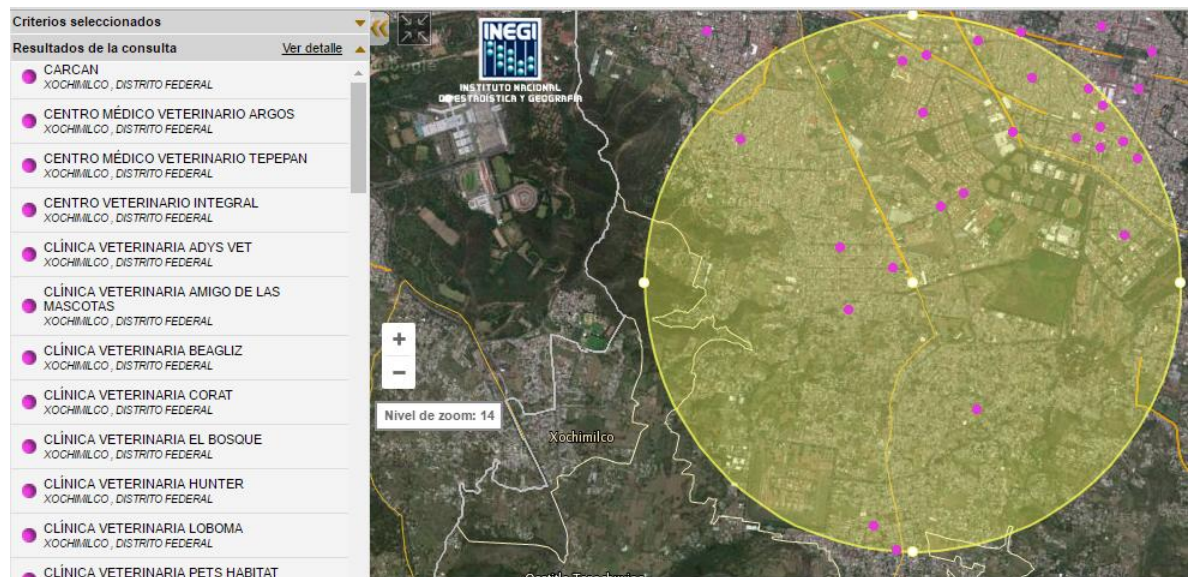 Criterios seleccionados
Resultados de la consulta Ver detalle
CARCAN
XOCHIMILCO , DISTRITO FEDERAL
CENTRO MÉDICO VETERINARIO ARGOS
XOCHIMILCO , DISTRITO FEDERAL
CENTRO MÉDICO VETERINARIO TEPEPAN
XOCHIMILCO , DISTRITO FEDERAL
CENTRO VETERINARIO INTEGRAL
XOCHIMILCO , DISTRITO FEDERAL
CLÍNICA VETERINARIA ADYS VET
XOCHIMILCO , DISTRITO FEDERAL
CLÍNICA VETERINARIA AMIGO DE LAS
MASCOTAS
XOCHIMILCO , DISTRITO FEDERAL
CLÍNICA VETERINARIA BEAGLIZ
XOCHIMILCO , DISTRITO FEDERAL
CLÍNICA VETERINARIA CORAT
XOCHIMILCO , DISTRITO FEDERAL
CLÍNICA VETERINARIA EL BOSQUE
XOCHIMILCO , DISTRITO FEDERAL
CLÍNICA VETERINARIA HUNTER
XOCHIMILCO , DISTRITO FEDERAL
CLÍNICA VETERINARIA LOBOMA
XOCHIMILCO , DISTRITO FEDERAL
CLÍNICA VETERINARIA PETS HABITAT
INEGI
INSTITUTO NACIONAL
DE ESTADÍSTICA Y GEOGRAFÍA
+
−
Nivel de zoom: 14
Xochimilco